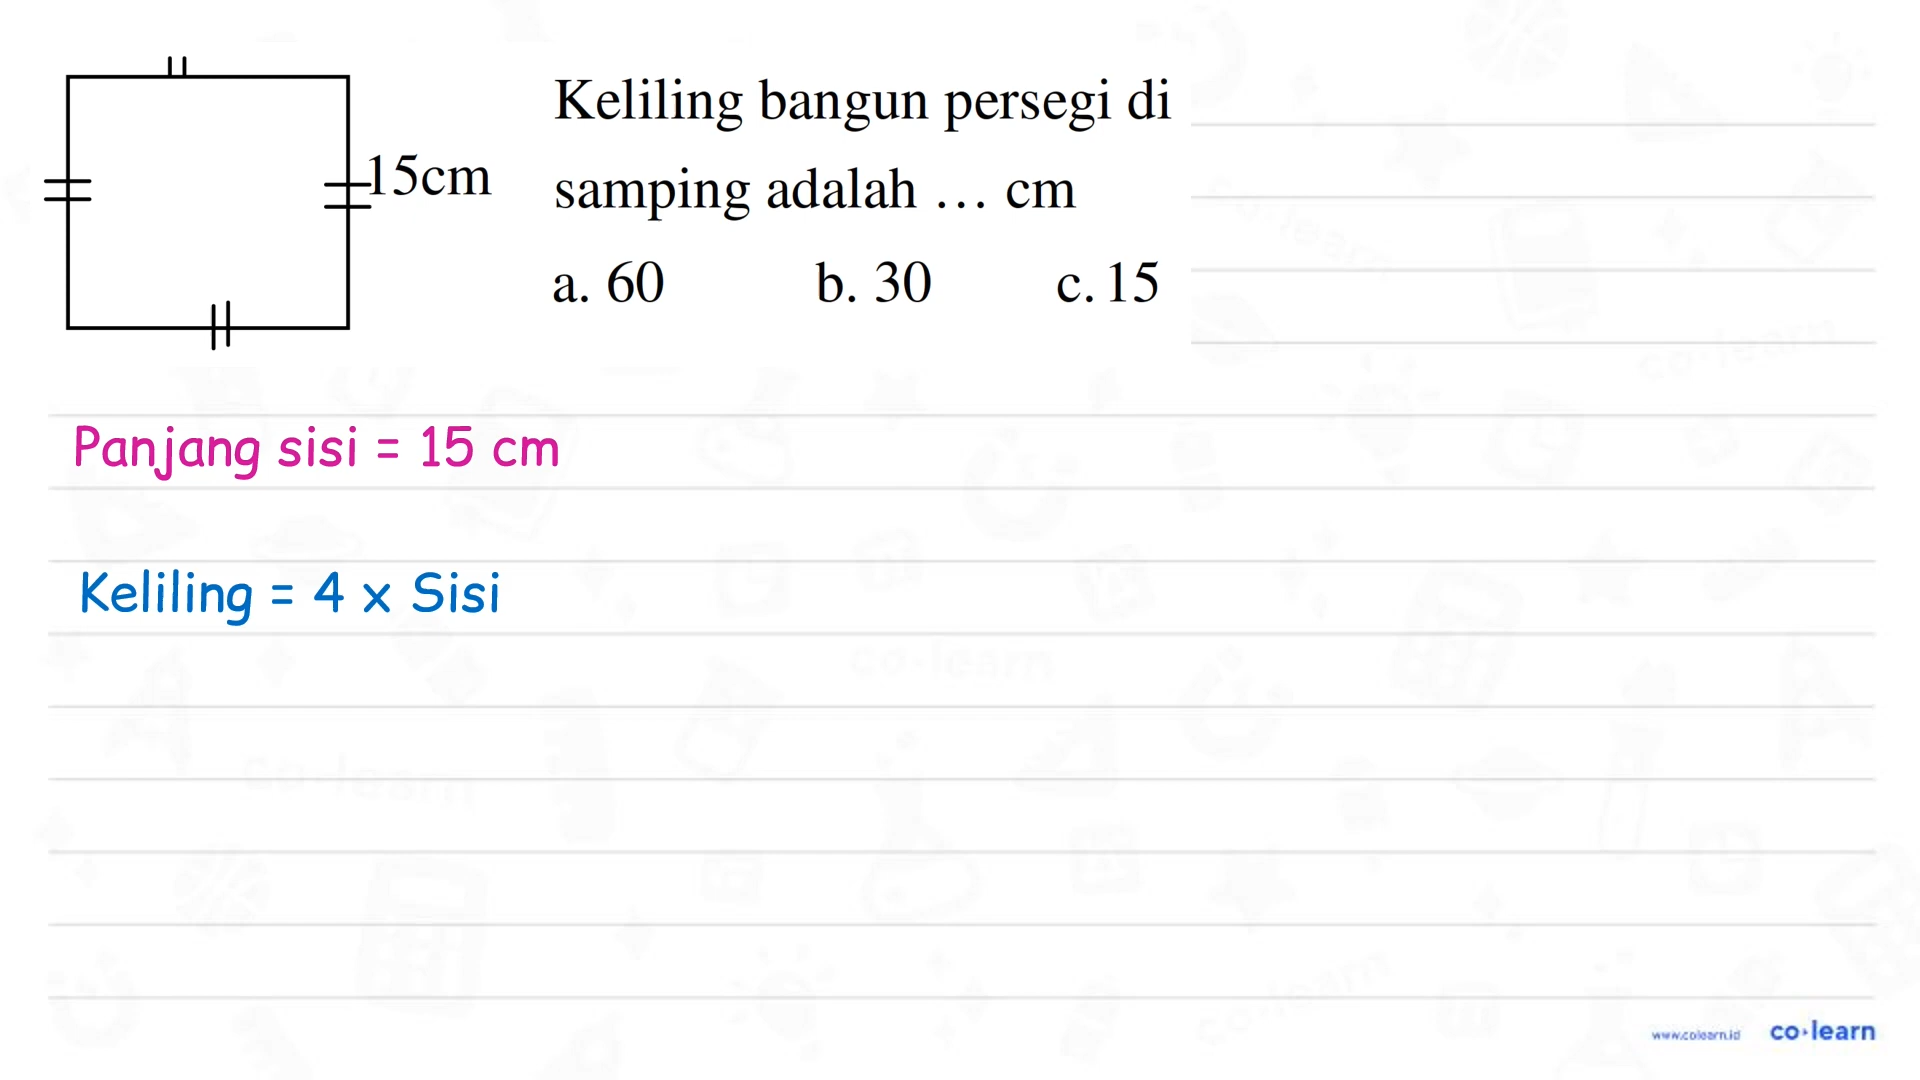 15cm
Keliling bangun persegi di
samping adalah ... cm
a. 60 b. 30 c. 15
Panjang sisi = 15 cm
Keliling = 4 x Sisi
www.colearn.id co·learn